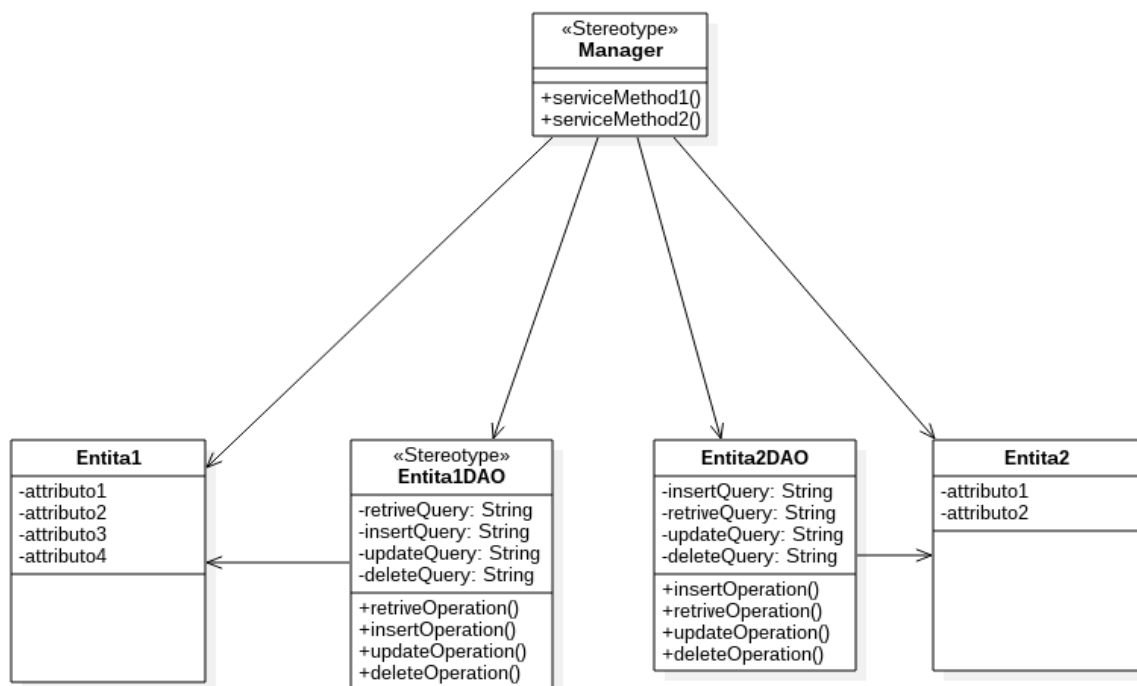 «Stereotype»
Manager
+serviceMethod1()
+serviceMethod2()
Entita1
-attributo1
-attributo2
-attributo3
-attributo4
«Stereotype»
Entita1DAO
-retriveQuery: String
-insertQuery: String
-updateQuery: String
-deleteQuery: String
+retriveOperation()
+insertOperation()
+updateOperation()
+deleteOperation()
Entita2DAO
-insertQuery: String
-retriveQuery: String
-updateQuery: String
-deleteQuery: String
+insertOperation()
+retriveOperation()
+updateOperation()
+deleteOperation()
Entita2
-attributo1
-attributo2